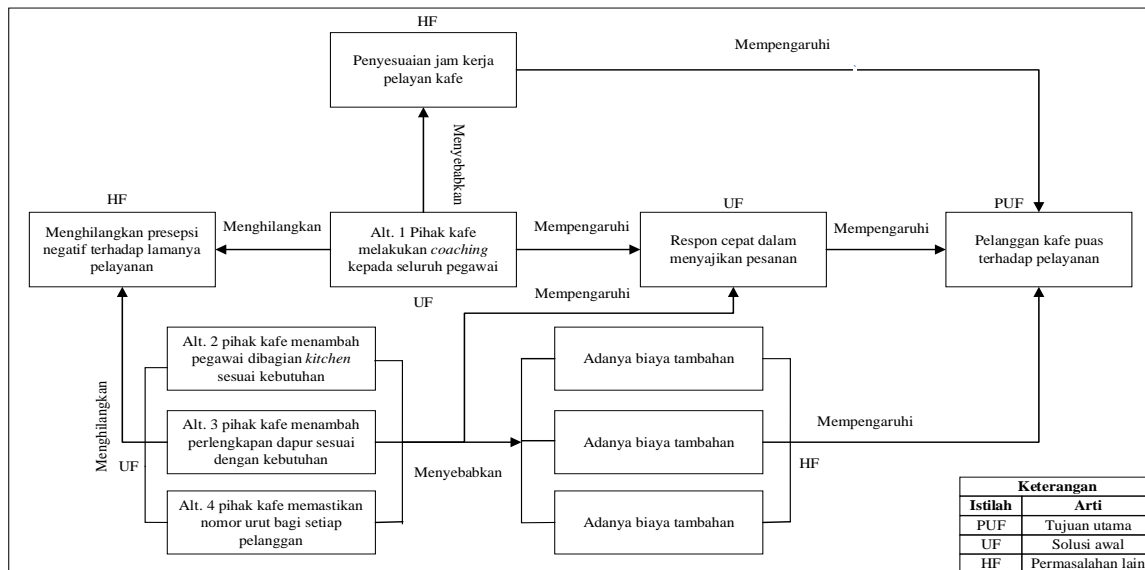 HF
Penyesuaian jam kerja
pelayan kafe
Mempengaruhi
Menyebabkan
HF
Menghilangkan presepsi
negatif terhadap lamanya
pelayanan
Menghilangkan
Alt. 1 Pihak kafe
melakukan coaching
kepada seluruh pegawai
UF
Mempengaruhi
UF
Respon cepat dalam
menyajikan pesanan
Mempengaruhi
PUF
Pelanggan kafe puas
terhadap pelayanan
Mempengaruhi
Menghilangkan
UF
Alt. 2 pihak kafe menambah
pegawai dibagian kitchen
sesuai kebutuhan
Alt. 3 pihak kafe menambah
perlengkapan dapur sesuai
dengan kebutuhan
Alt. 4 pihak kafe memastikan
nomor urut bagi setiap
pelanggan
Menyebabkan
Adanya biaya tambahan
Adanya biaya tambahan
Adanya biaya tambahan
HF
Mempengaruhi
Keterangan
Istilah Arti
PUF Tujuan utama
UF Solusi awal
HF Permasalahan lain